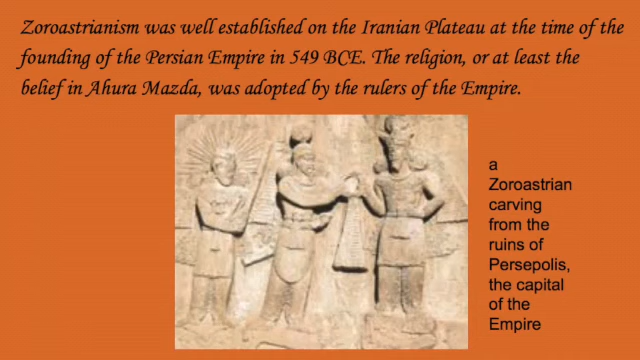 Zoroastrianism was well established on the Iranian Plateau at the time of the
founding of the Persian Empire in 549 BCE. The religion, or at least the
belief in Ahura Mazda, was adopted by the rulers of the Empire.
a
Zoroastrian
carving
from the
ruins of
Persepolis,
the capital
of the
Empire